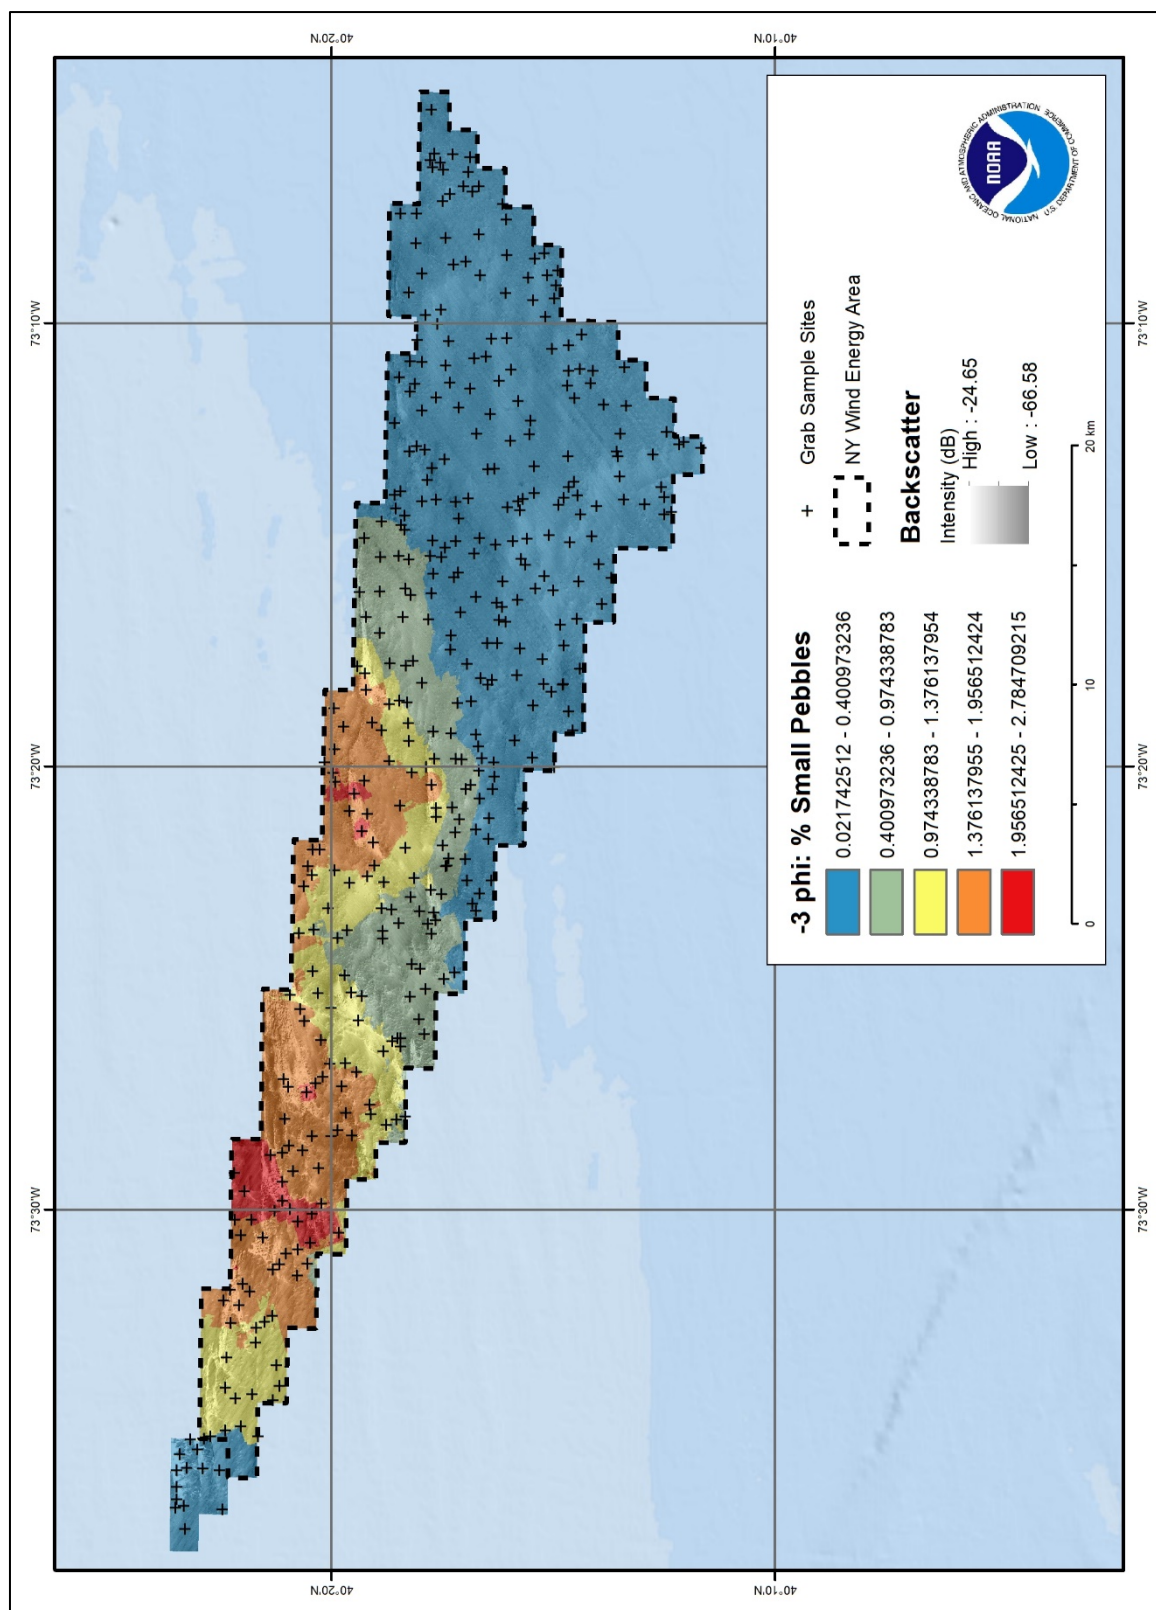 73°30'W
73°20'W
73°10'W
40°20'N
40°20'N
40°10'N
40°10'N
73°30'W
73°20'W
73°10'W
-3 phi: % Small Pebbles
0.021742512 - 0.400973236
0.400973236 - 0.974338783
0.974338783 - 1.376137954
1.376137955 - 1.956512424
1.956512425 - 2.784709215
Grab Sample Sites
NY Wind Energy Area
Backscatter
Intensity (dB)
High : -24.65
Low : -66.58
0
10
20 km
NATIONAL OCEANIC AND ATMOSPHERIC ADMINISTRATION
NOAA
U.S. DEPARTMENT OF COMMERCE